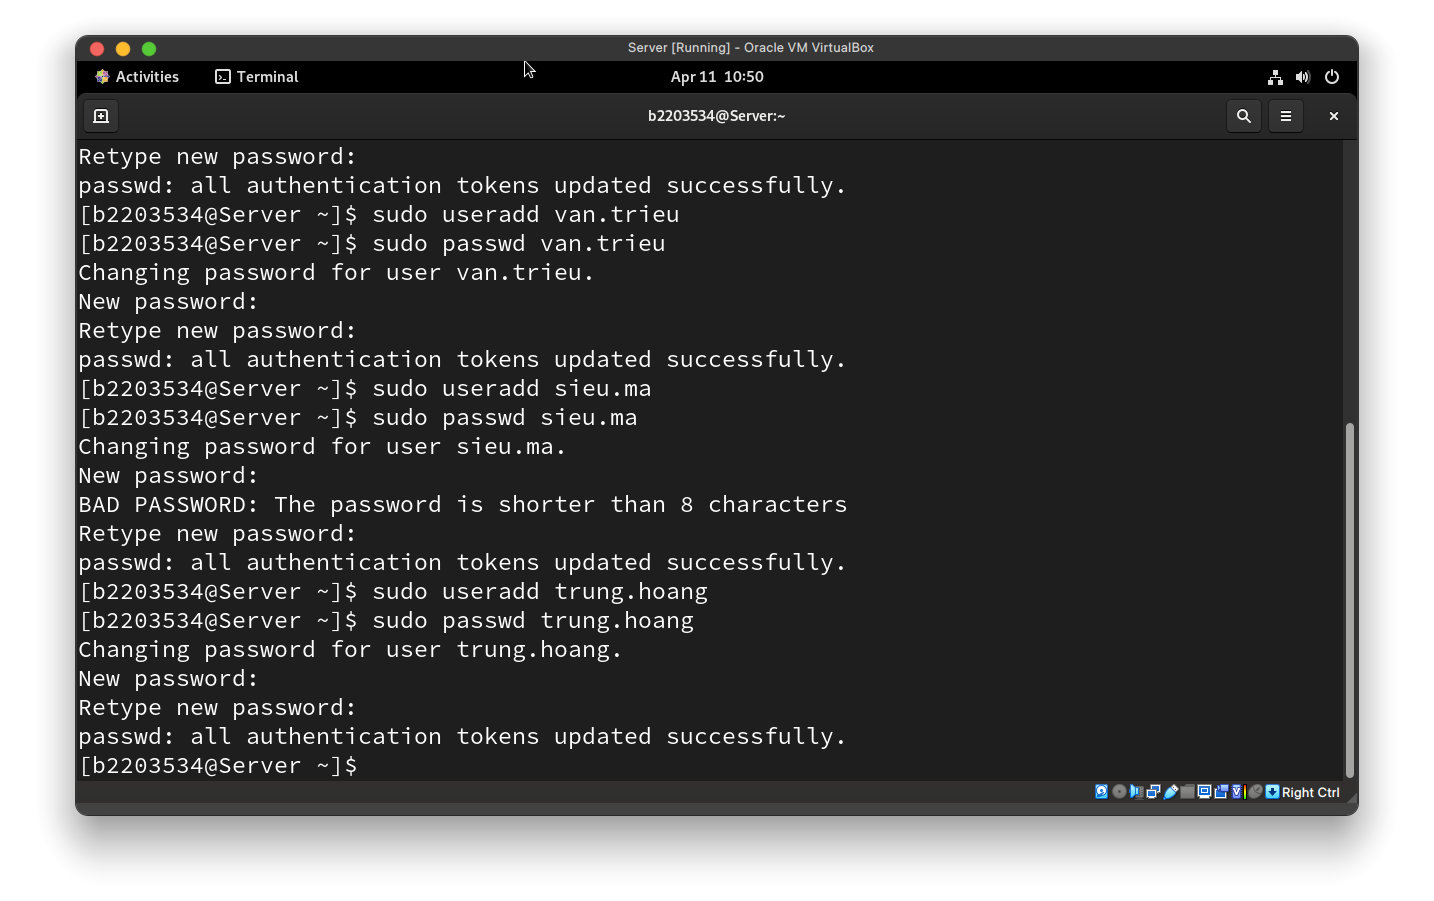 Server [Running] - Oracle VM VirtualBox
Activities
Terminal
Apr 11 10:50
b2203534@Server:~
Retype new password:
passwd: all authentication tokens updated successfully.
[b2203534@Server ~]$ sudo useradd van.trieu
[b2203534@Server ~]$ sudo passwd van.trieu
Changing password for user van.trieu.
New password:
Retype new password:
passwd: all authentication tokens updated successfully.
[b2203534@Server ~]$ sudo useradd sieu.ma
[b2203534@Server ~]$ sudo passwd sieu.ma
Changing password for user sieu.ma.
New password:
BAD PASSWORD: The password is shorter than 8 characters
Retype new password:
passwd: all authentication tokens updated successfully.
[b2203534@Server ~]$ sudo useradd trung.hoang
[b2203534@Server ~]$ sudo passwd trung.hoang
Changing password for user trung.hoang.
New password:
Retype new password:
passwd: all authentication tokens updated successfully.
[b2203534@Server ~]$
Right Ctrl